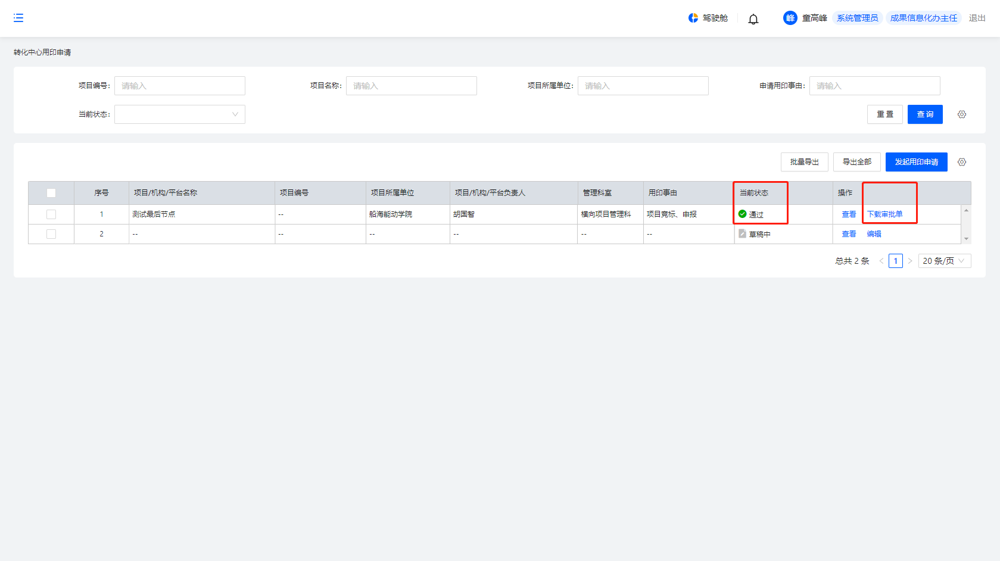 驾驶舱 峰 童高峰 系统管理员 成果信息化办主任 退出
转化中心用印申请
项目编号: 请输入 项目名称: 请输入 项目所属单位: 请输入 申请用印事由: 请输入
当前状态: 重 置 查 询
批量导出 导出全部 发起用印申请
序号 项目/机构/平台名称 项目编号 项目所属单位 项目/机构/平台负责人 管理科室 用印事由 当前状态 操作
1 测试最后节点 -- 船海能动学院 胡国智 横向项目管理科 项目竞标、申报 通过 查看 下载审批单
2 -- -- -- -- -- -- 草稿中 查看 编辑
总共 2 条 1 20 条/页